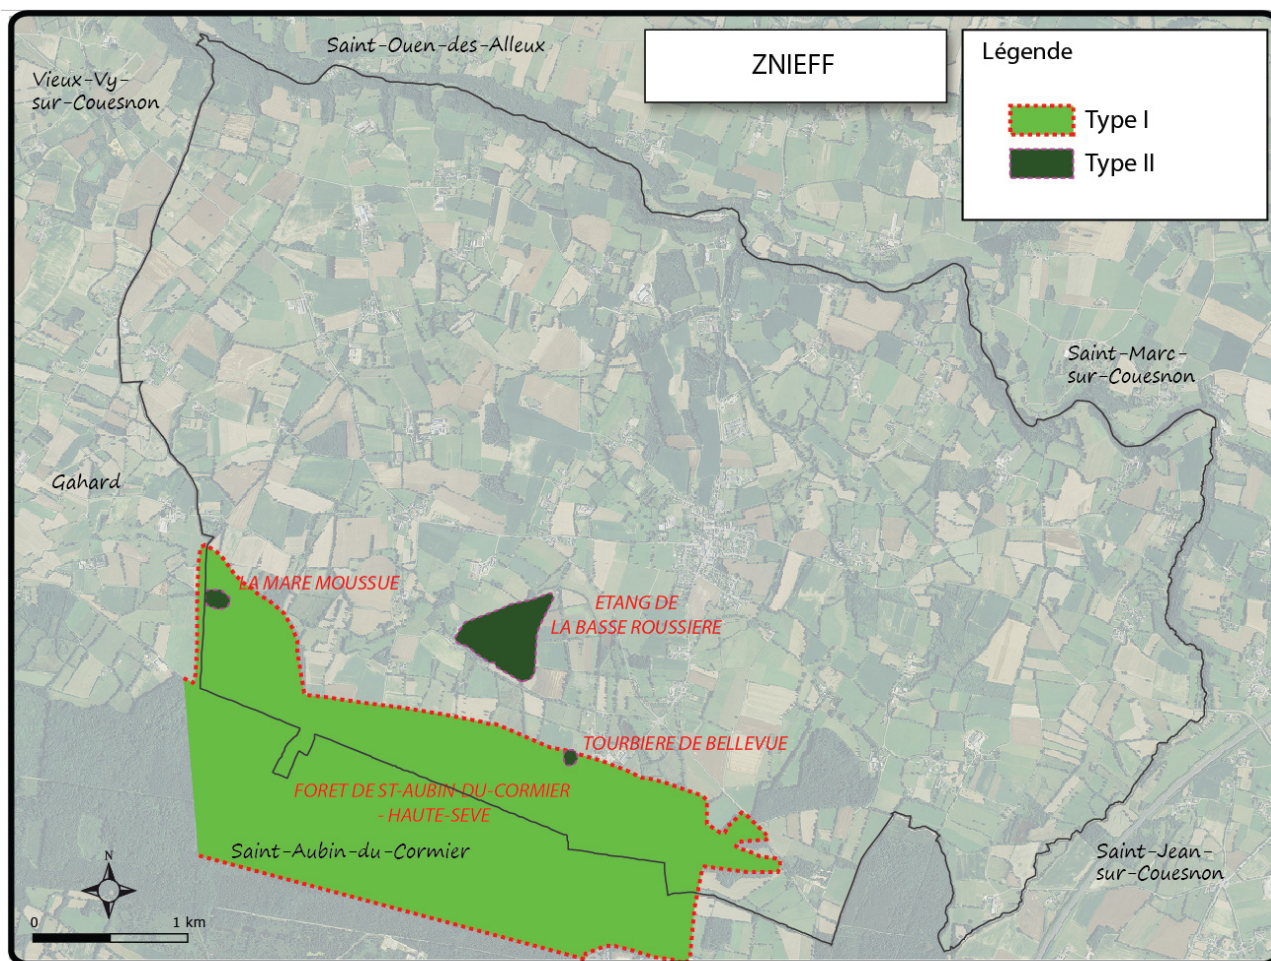 Saint-Ouen-des-Alleux
Vieux-Vy-
sur-Couesnon
ZNIEFF
Légende
Type I
Type II
Saint-Marc-
sur-Couesnon
Gahard
LA MARE MOUSSUE
ETANG DE
LA BASSE ROUSSIERE
TOURBIERE DE BELLEVUE
FORET DE ST-AUBIN-DU-CORMIER
- HAUTE-SEVE
Saint-Aubin-du-Cormier
Saint-Jean-
sur-Couesnon
N
0 1 km